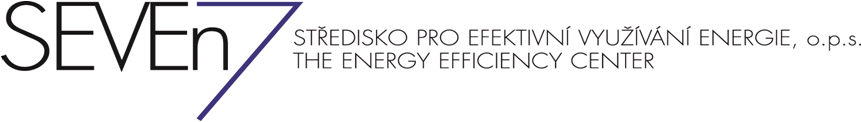 SEVEn7
STŘEDISKO PRO EFEKTIVNÍ VYUŽÍVÁNÍ ENERGIE, o.p.s.
THE ENERGY EFFICIENCY CENTER